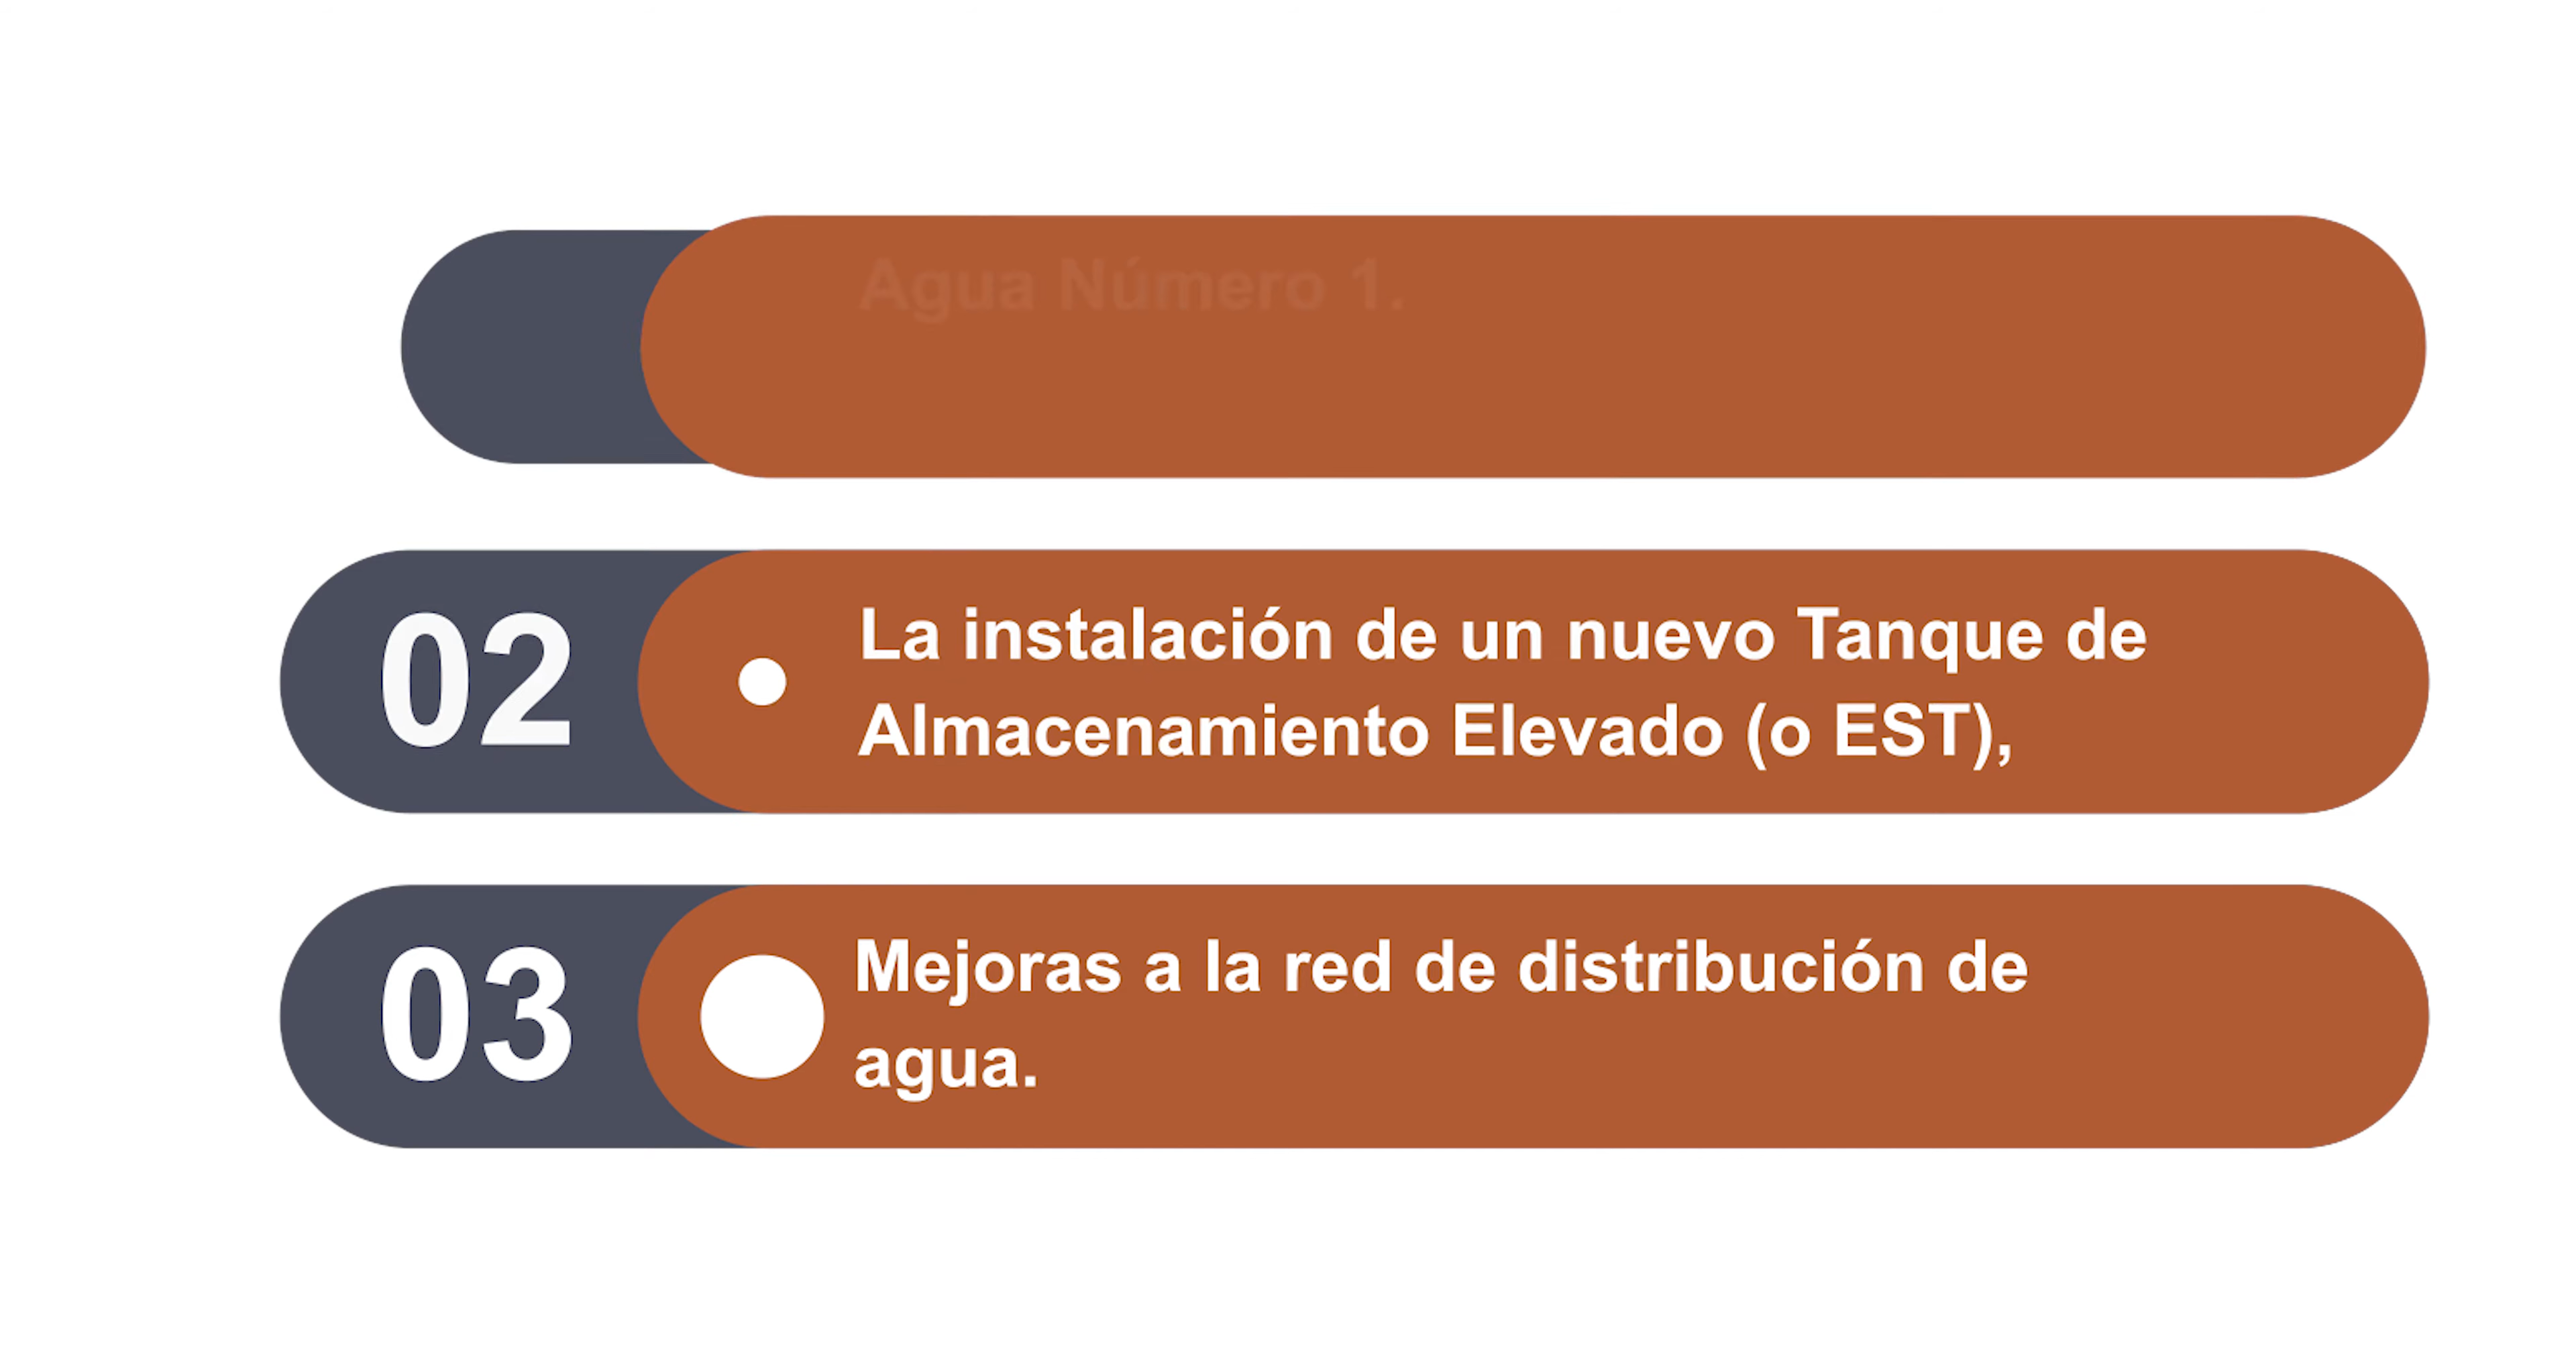 Agua Número 1.
02
La instalación de un nuevo Tanque de
Almacenamiento Elevado (o EST),
03
Mejoras a la red de distribución de
agua.